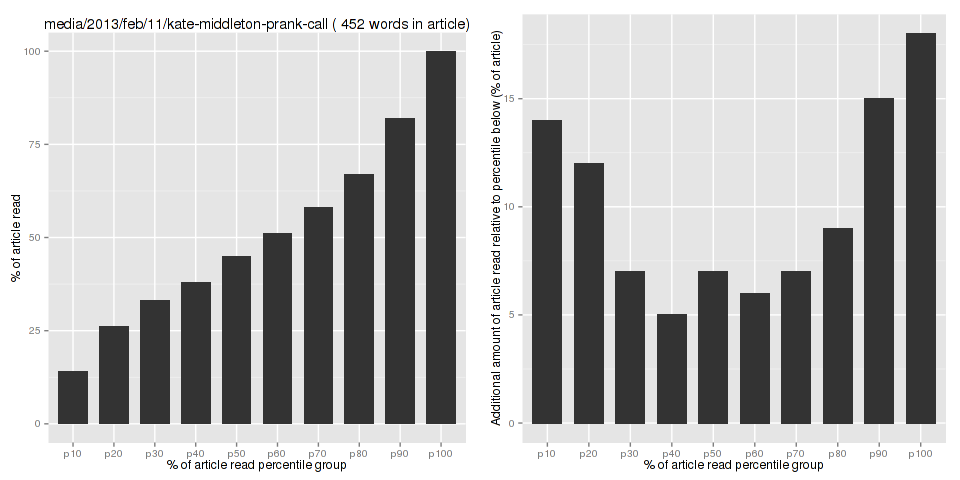 media/2013/feb/11/kate-middleton-prank-call ( 452 words in article)
% of article read
100
75
50
25
0
p10 p20 p30 p40 p50 p60 p70 p80 p90 p100
% of article read percentile group
Additional amount of article read relative to percentile below (% of article)
15
10
5
0
p10 p20 p30 p40 p50 p60 p70 p80 p90 p100
% of article read percentile group